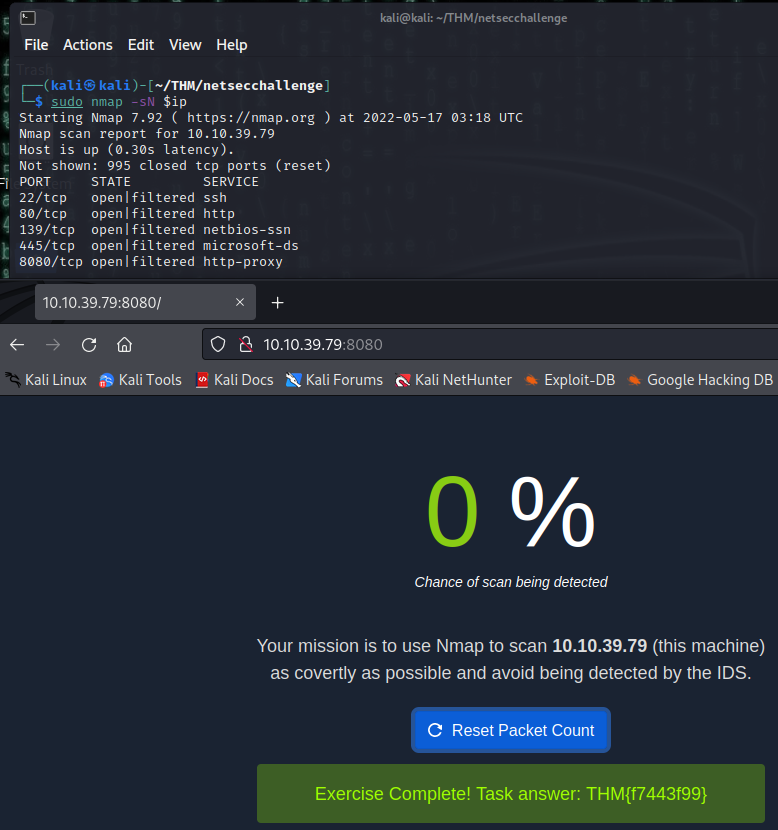 kali@kali: ~/THM/netsecchallenge
File Actions Edit View Help
Trash
┌──(kali㉿kali)-[~/THM/netsecchallenge]
└─$ sudo nmap -sN $ip
Starting Nmap 7.92 ( https://nmap.org ) at 2022-05-17 03:18 UTC
Nmap scan report for 10.10.39.79
Host is up (0.30s latency).
Not shown: 995 closed tcp ports (reset)
PORT STATE SERVICE
22/tcp open|filtered ssh
80/tcp open|filtered http
139/tcp open|filtered netbios-ssn
445/tcp open|filtered microsoft-ds
8080/tcp open|filtered http-proxy
10.10.39.79:8080/
10.10.39.79:8080
Kali Linux Kali Tools Kali Docs Kali Forums Kali NetHunter Exploit-DB Google Hacking DB
0 %
Chance of scan being detected
Your mission is to use Nmap to scan 10.10.39.79 (this machine)
as covertly as possible and avoid being detected by the IDS.
Reset Packet Count
Exercise Complete! Task answer: THM{f7443f99}